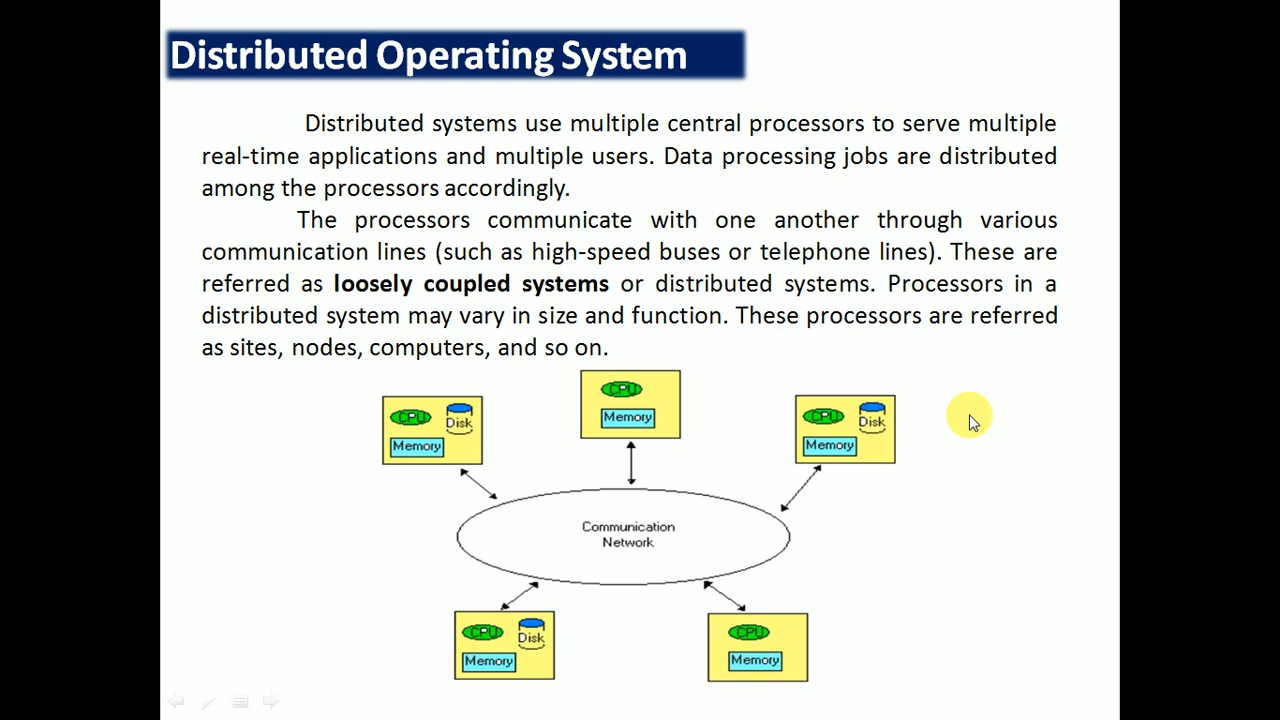 Distributed Operating System
Distributed systems use multiple central processors to serve multiple
real-time applications and multiple users. Data processing jobs are distributed
among the processors accordingly.
The processors communicate with one another through various
communication lines (such as high-speed buses or telephone lines). These are
referred as loosely coupled systems or distributed systems. Processors in a
distributed system may vary in size and function. These processors are referred
as sites, nodes, computers, and so on.
CPU
Memory
CPU
Disk
Memory
CPU
Disk
Memory
Communication
Network
CPU
Disk
Memory
CPU
Memory